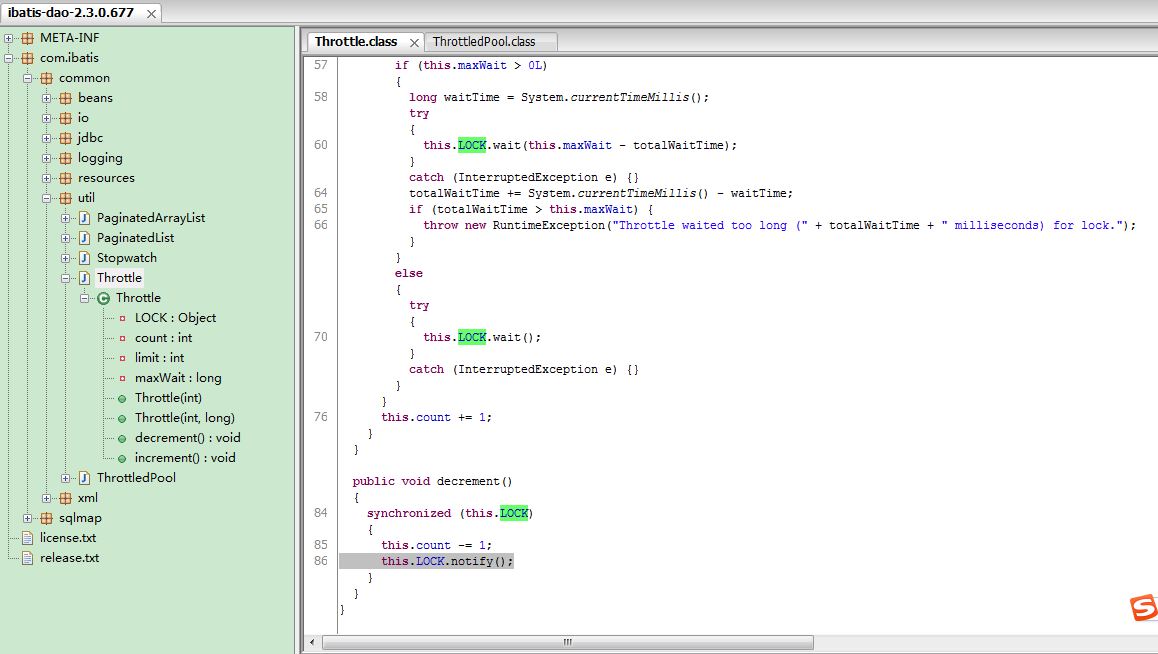 ibatis-dao-2.3.0.677
META-INF
com.ibatis
common
beans
io
jdbc
logging
resources
util
PaginatedArrayList
PaginatedList
Stopwatch
Throttle
Throttle
LOCK : Object
count : int
limit : int
maxWait : long
Throttle(int)
Throttle(int, long)
decrement() : void
increment() : void
ThrottledPool
xml
sqlmap
license.txt
release.txt
Throttle.class ThrottledPool.class
57 if (this.maxWait > 0L)
{
58 long waitTime = System.currentTimeMillis();
try
{
60 this.LOCK.wait(this.maxWait - totalWaitTime);
}
catch (InterruptedException e) {}
64 totalWaitTime += System.currentTimeMillis() - waitTime;
65 if (totalWaitTime > this.maxWait) {
66 throw new RuntimeException("Throttle waited too long (" + totalWaitTime + " milliseconds) for lock.");
}
}
else
{
try
{
70 this.LOCK.wait();
}
catch (InterruptedException e) {}
}
}
76 this.count += 1;
}
}
public void decrement()
{
84 synchronized (this.LOCK)
{
85 this.count -= 1;
86 this.LOCK.notify();
}
}
}
S